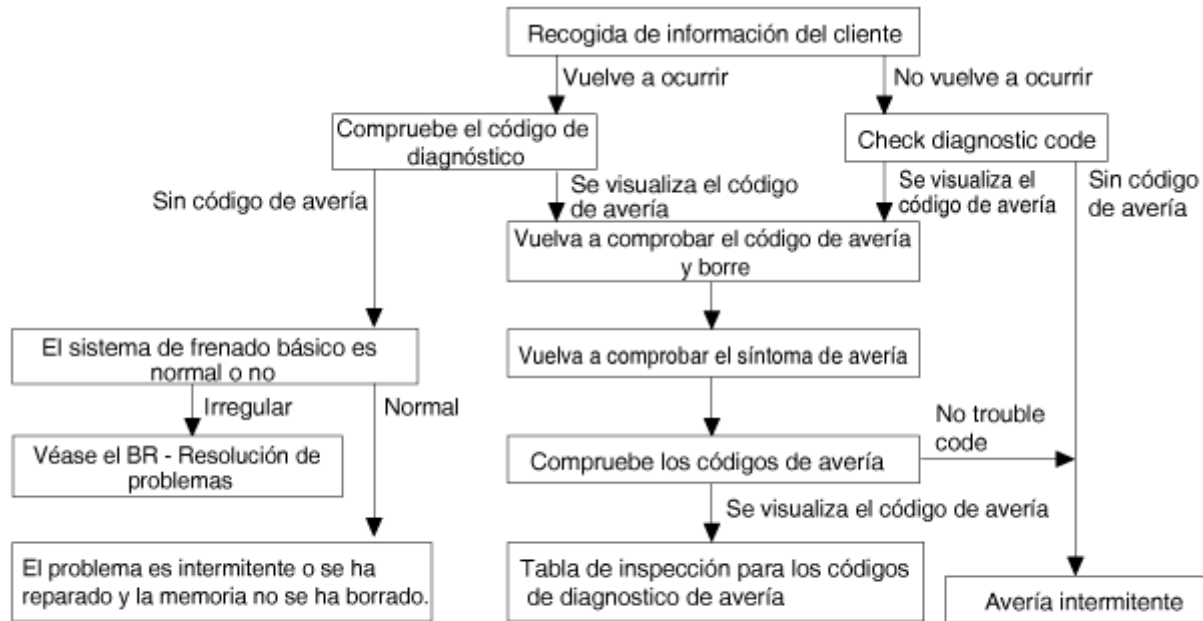 Recogida de información del cliente
Vuelve a ocurrir
No vuelve a ocurrir
Compruebe el código de
diagnóstico
Check diagnostic code
Sin código de avería
Se visualiza el código
de avería
Se visualiza el
código de avería
Sin código
de avería
Vuelva a comprobar el código de avería
y borre
El sistema de frenado básico es
normal o no
Vuelva a comprobar el síntoma de avería
Irregular
Normal
No trouble
code
Véase el BR - Resolución de
problemas
Compruebe los códigos de avería
Se visualiza el código de avería
El problema es intermitente o se ha
reparado y la memoria no se ha borrado.
Tabla de inspección para los códigos
de diagnostico de avería
Avería intermitente